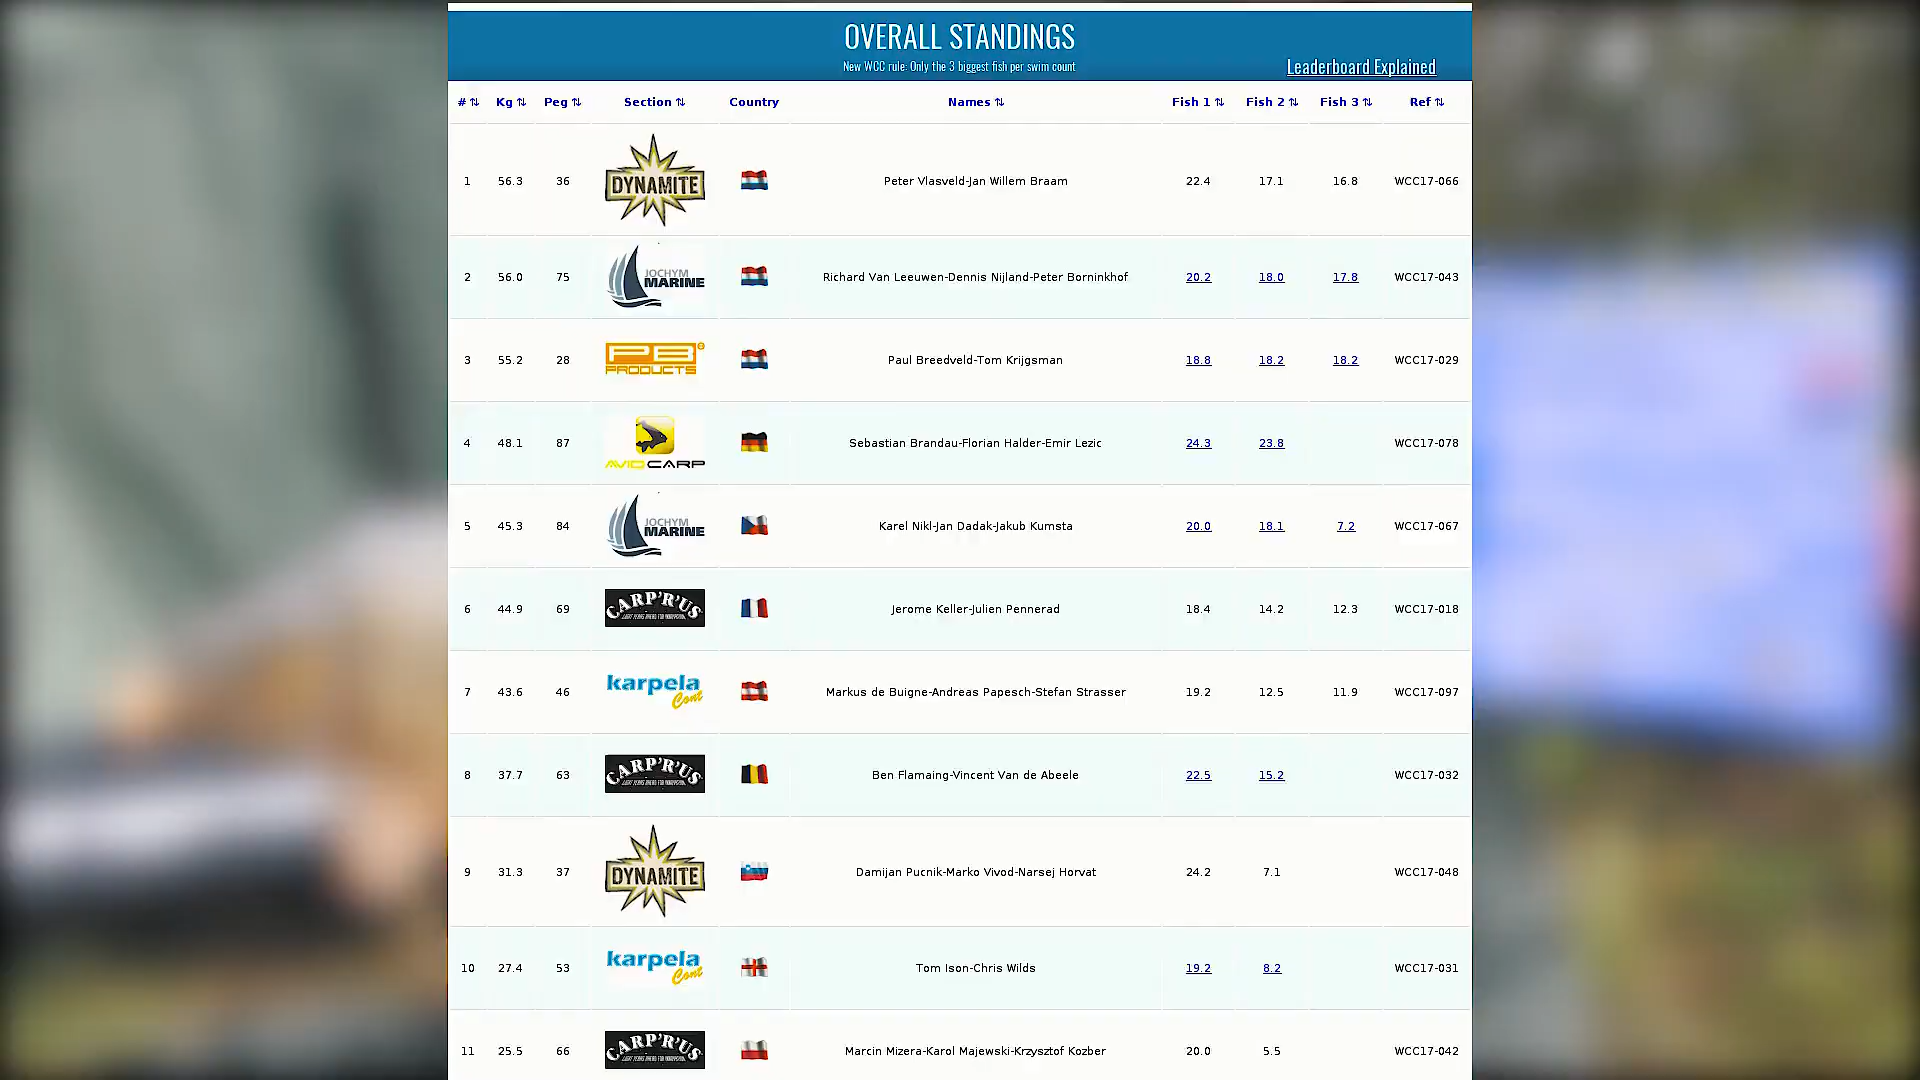 OVERALL STANDINGS
New WCC rule: Only the 3 biggest fish per swim count
Leaderboard Explained
# ⇅ Kg ⇅ Peg ⇅ Section ⇅ Country Names ⇅ Fish 1 ⇅ Fish 2 ⇅ Fish 3 ⇅ Ref ⇅
1 56.3 36 DYNAMITE Peter Vlasveld-Jan Willem Braam 22.4 17.1 16.8 WCC17-066
2 56.0 75 JOCHYM MARINE Richard Van Leeuwen-Dennis Nijland-Peter Borninkhof 20.2 18.0 17.8 WCC17-043
3 55.2 28 PB PRODUCTS Paul Breedveld-Tom Krijgsman 18.8 18.2 18.2 WCC17-029
4 48.1 87 AVID CARP Sebastian Brandau-Florian Halder-Emir Lezic 24.3 23.8 WCC17-078
5 45.3 84 JOCHYM MARINE Karel Nikl-Jan Dadak-Jakub Kumsta 20.0 18.1 7.2 WCC17-067
6 44.9 69 CARP'R'US Jerome Keller-Julien Pennerad 18.4 14.2 12.3 WCC17-018
7 43.6 46 karpela Cont Markus de Buigne-Andreas Papesch-Stefan Strasser 19.2 12.5 11.9 WCC17-097
8 37.7 63 CARP'R'US Ben Flamaing-Vincent Van de Abeele 22.5 15.2 WCC17-032
9 31.3 37 DYNAMITE Damijan Pucnik-Marko Vivod-Narsej Horvat 24.2 7.1 WCC17-048
10 27.4 53 karpela Cont Tom Ison-Chris Wilds 19.2 8.2 WCC17-031
11 25.5 66 CARP'R'US Marcin Mizera-Karol Majewski-Krzysztof Kozber 20.0 5.5 WCC17-042